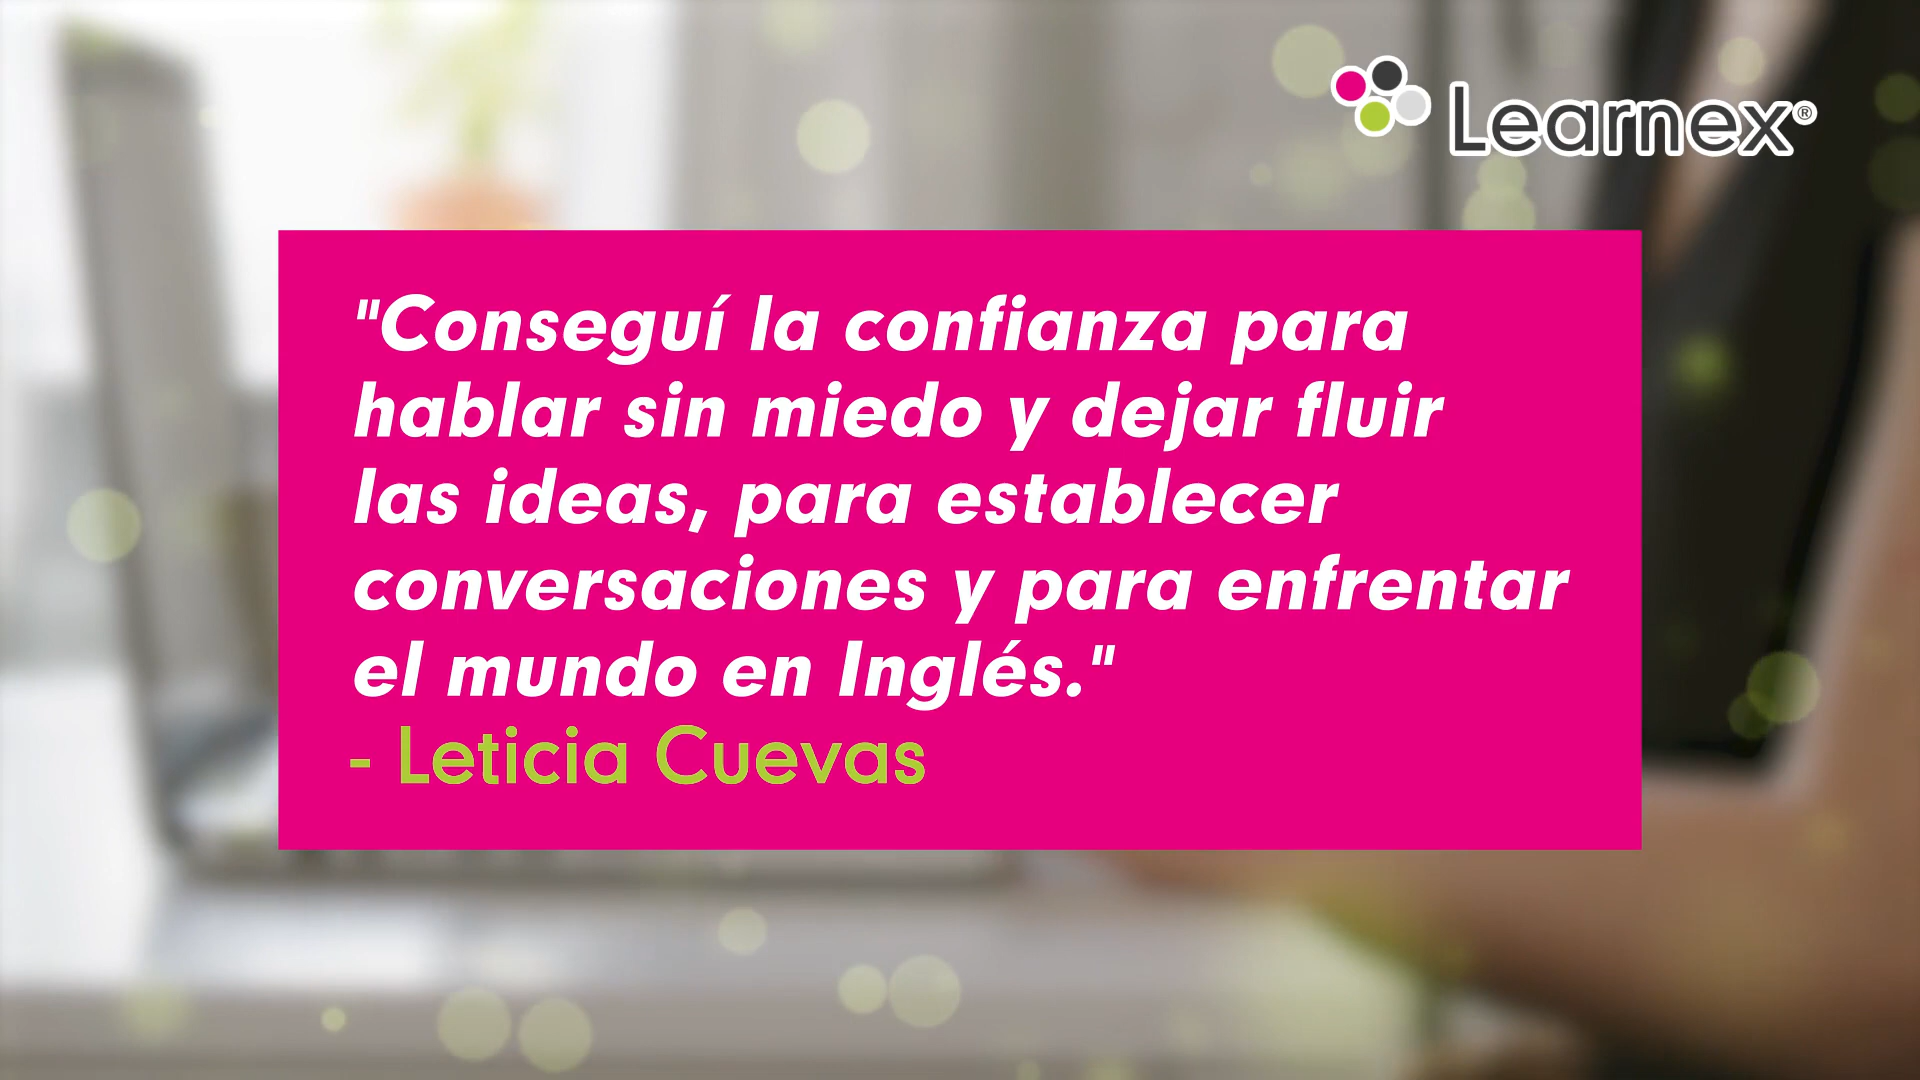 Learnex®
"Conseguí la confianza para
hablar sin miedo y dejar fluir
las ideas, para establecer
conversaciones y para enfrentar
el mundo en Inglés."
- Leticia Cuevas